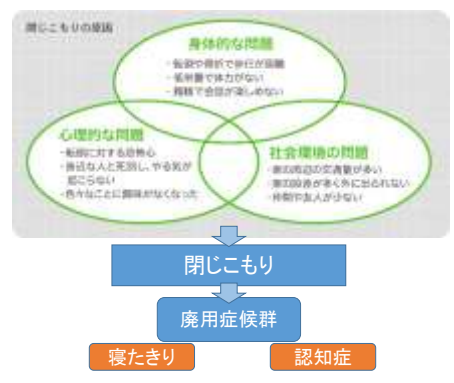 閉じこもりの原因
身体的な問題
・転倒や骨折で歩行が困難
・低栄養で体力がない
・難聴で会話が楽しめない
心理的な問題
・転倒に対する恐怖心
・身近な人と死別し、やる気が
起こらない
・色々なことに興味がなくなった
社会環境の問題
・家の周辺の交通量が多い
・家の段差が多く外に出られない
・仲間や友人が少ない
閉じこもり
廃用症候群
寝たきり
認知症